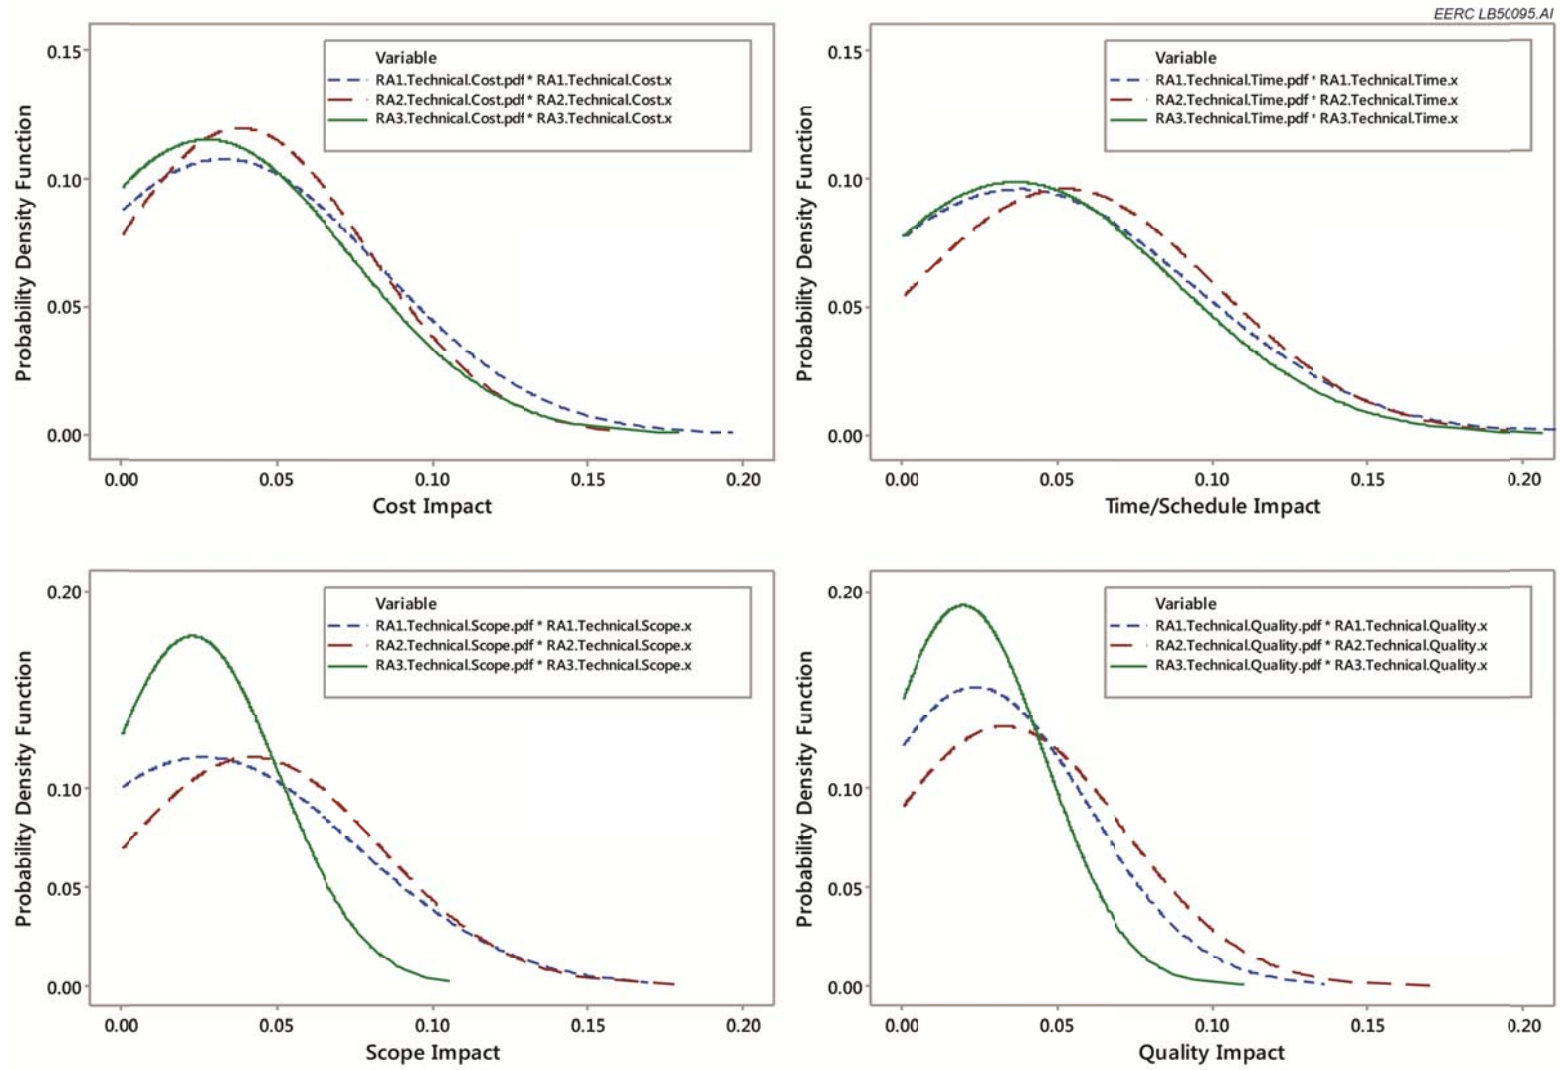 EERC LB50095.AI
Probability Density Function
0.15
0.10
0.05
0.00
Variable
RA1.Technical.Cost.pdf * RA1.Technical.Cost.x
RA2.Technical.Cost.pdf * RA2.Technical.Cost.x
RA3.Technical.Cost.pdf * RA3.Technical.Cost.x
0.00 0.05 0.10 0.15 0.20
Cost Impact
Probability Density Function
0.15
0.10
0.05
0.00
Variable
RA1.Technical.Time.pdf * RA1.Technical.Time.x
RA2.Technical.Time.pdf * RA2.Technical.Time.x
RA3.Technical.Time.pdf * RA3.Technical.Time.x
0.00 0.05 0.10 0.15 0.20
Time/Schedule Impact
Probability Density Function
0.20
0.10
0.05
0.00
Variable
RA1.Technical.Scope.pdf * RA1.Technical.Scope.x
RA2.Technical.Scope.pdf * RA2.Technical.Scope.x
RA3.Technical.Scope.pdf * RA3.Technical.Scope.x
0.00 0.05 0.10 0.15 0.20
Scope Impact
Probability Density Function
0.20
0.10
0.05
0.00
Variable
RA1.Technical.Quality.pdf * RA1.Technical.Quality.x
RA2.Technical.Quality.pdf * RA2.Technical.Quality.x
RA3.Technical.Quality.pdf * RA3.Technical.Quality.x
0.00 0.05 0.10 0.15 0.20
Quality Impact